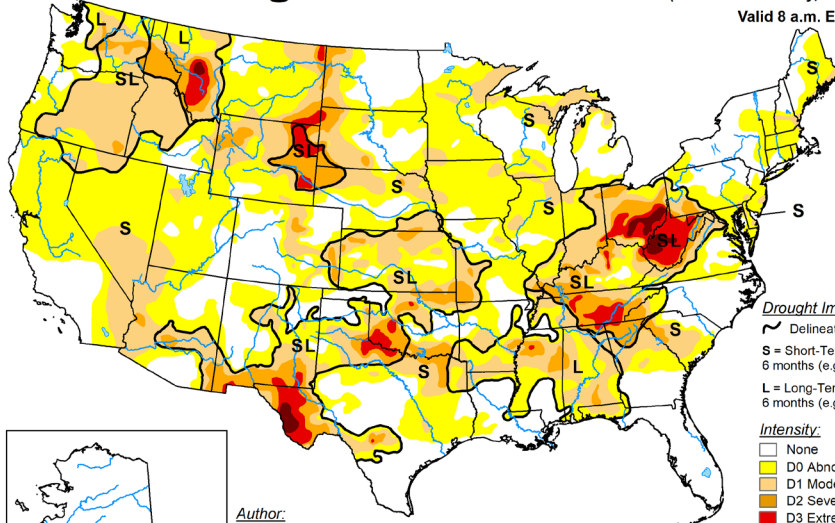 Valid 8 a.m. E
L
L
S
SL
S
SL
S
S
S
S
SL
SL
SL
SL
S
S
L
Drought Im
Delineat
S = Short-Te
6 months (e.g
L = Long-Ter
6 months (e.g
Intensity:
None
D0 Abno
D1 Mode
D2 Seve
D3 Extre
Author: